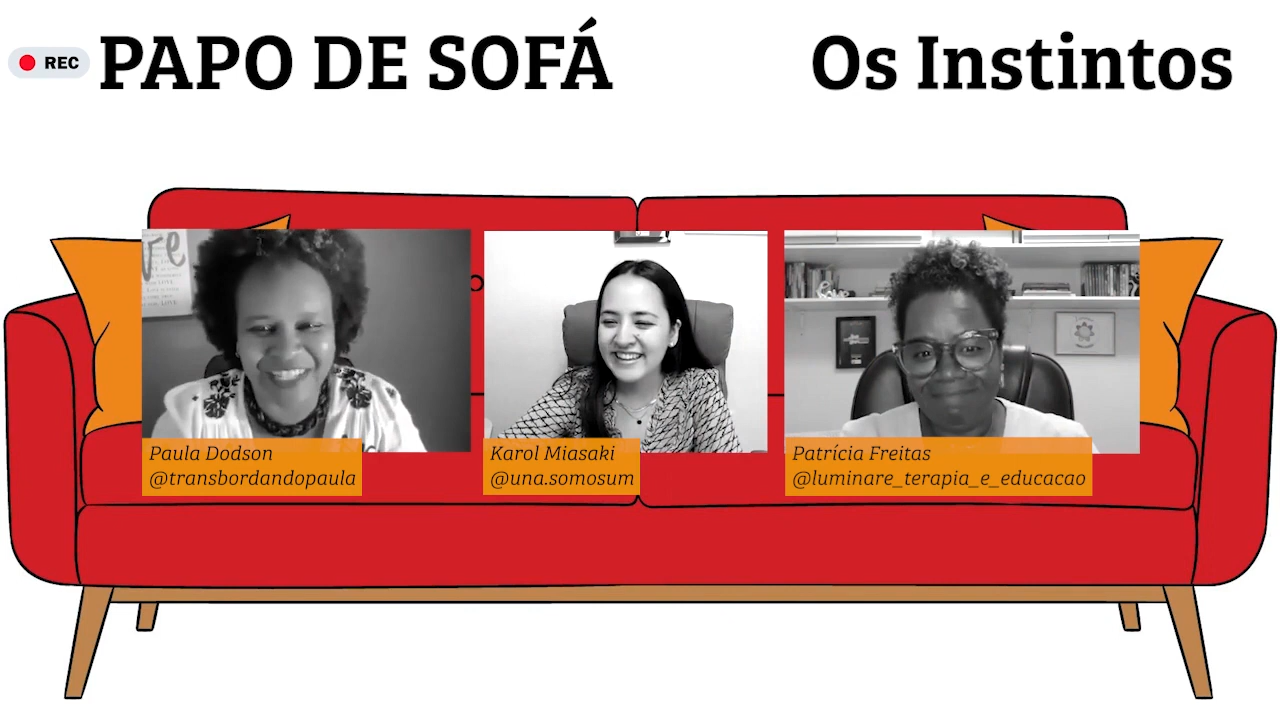 REC
PAPO DE SOFÁ
Os Instintos
Paula Dodson
@transbordandopaula
Karol Miasaki
@una.somosum
Patrícia Freitas
@luminare_terapia_e_educacao